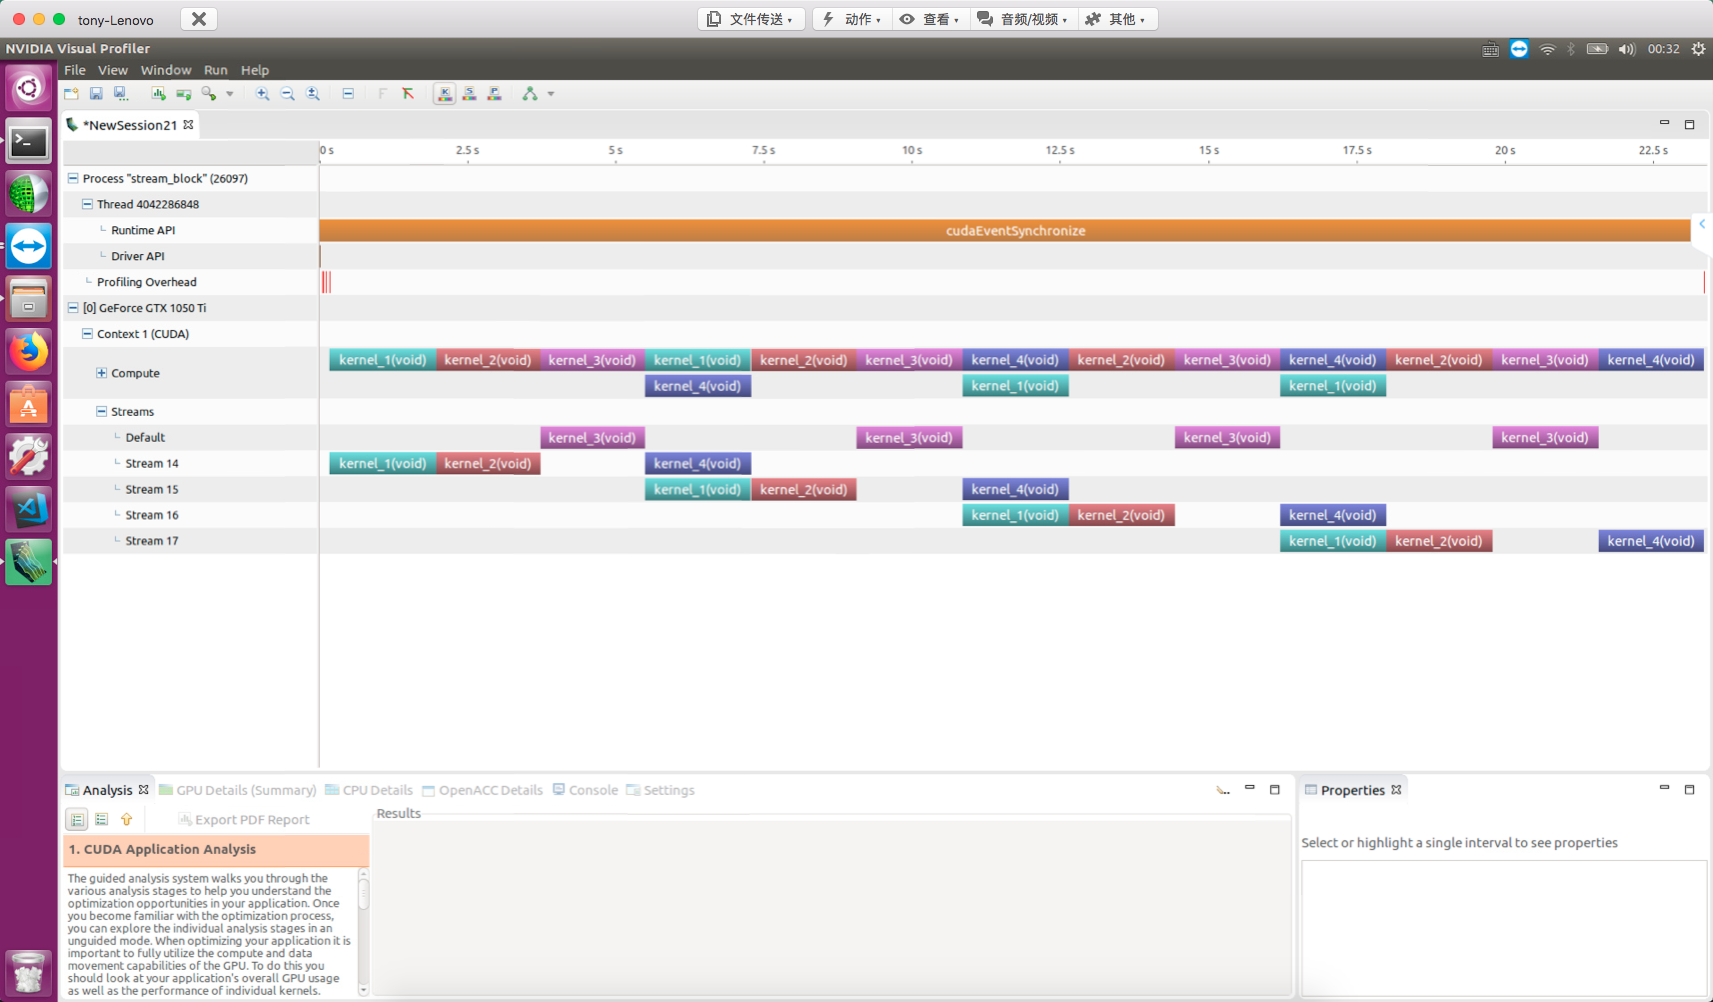 tony-Lenovo
文件传送
动作
查看
音频/视频
其他
NVIDIA Visual Profiler
00:32
File View Window Run Help
*NewSession21
0 s 2.5 s 5 s 7.5 s 10 s 12.5 s 15 s 17.5 s 20 s 22.5 s
Process "stream_block" (26097)
Thread 4042286848
Runtime API cudaEventSynchronize
Driver API
Profiling Overhead
[0] GeForce GTX 1050 Ti
Context 1 (CUDA)
kernel_1(void) kernel_2(void) kernel_3(void) kernel_1(void) kernel_2(void) kernel_3(void) kernel_4(void) kernel_2(void) kernel_3(void) kernel_4(void) kernel_2(void) kernel_3(void) kernel_4(void)
Compute
kernel_4(void) kernel_1(void) kernel_1(void)
Streams
Default kernel_3(void) kernel_3(void) kernel_3(void) kernel_3(void)
Stream 14 kernel_1(void) kernel_2(void) kernel_4(void)
Stream 15 kernel_1(void) kernel_2(void) kernel_4(void)
Stream 16 kernel_1(void) kernel_2(void) kernel_4(void)
Stream 17 kernel_1(void) kernel_2(void) kernel_4(void)
Analysis GPU Details (Summary) CPU Details OpenACC Details Console Settings
Properties
Export PDF Report
Results
Select or highlight a single interval to see properties
1. CUDA Application Analysis
The guided analysis system walks you through the
various analysis stages to help you understand the
optimization opportunities in your application. Once
you become familiar with the optimization process,
you can explore the individual analysis stages in an
unguided mode. When optimizing your application it is
important to fully utilize the compute and data
movement capabilities of the GPU. To do this you
should look at your application's overall GPU usage
as well as the performance of individual kernels.